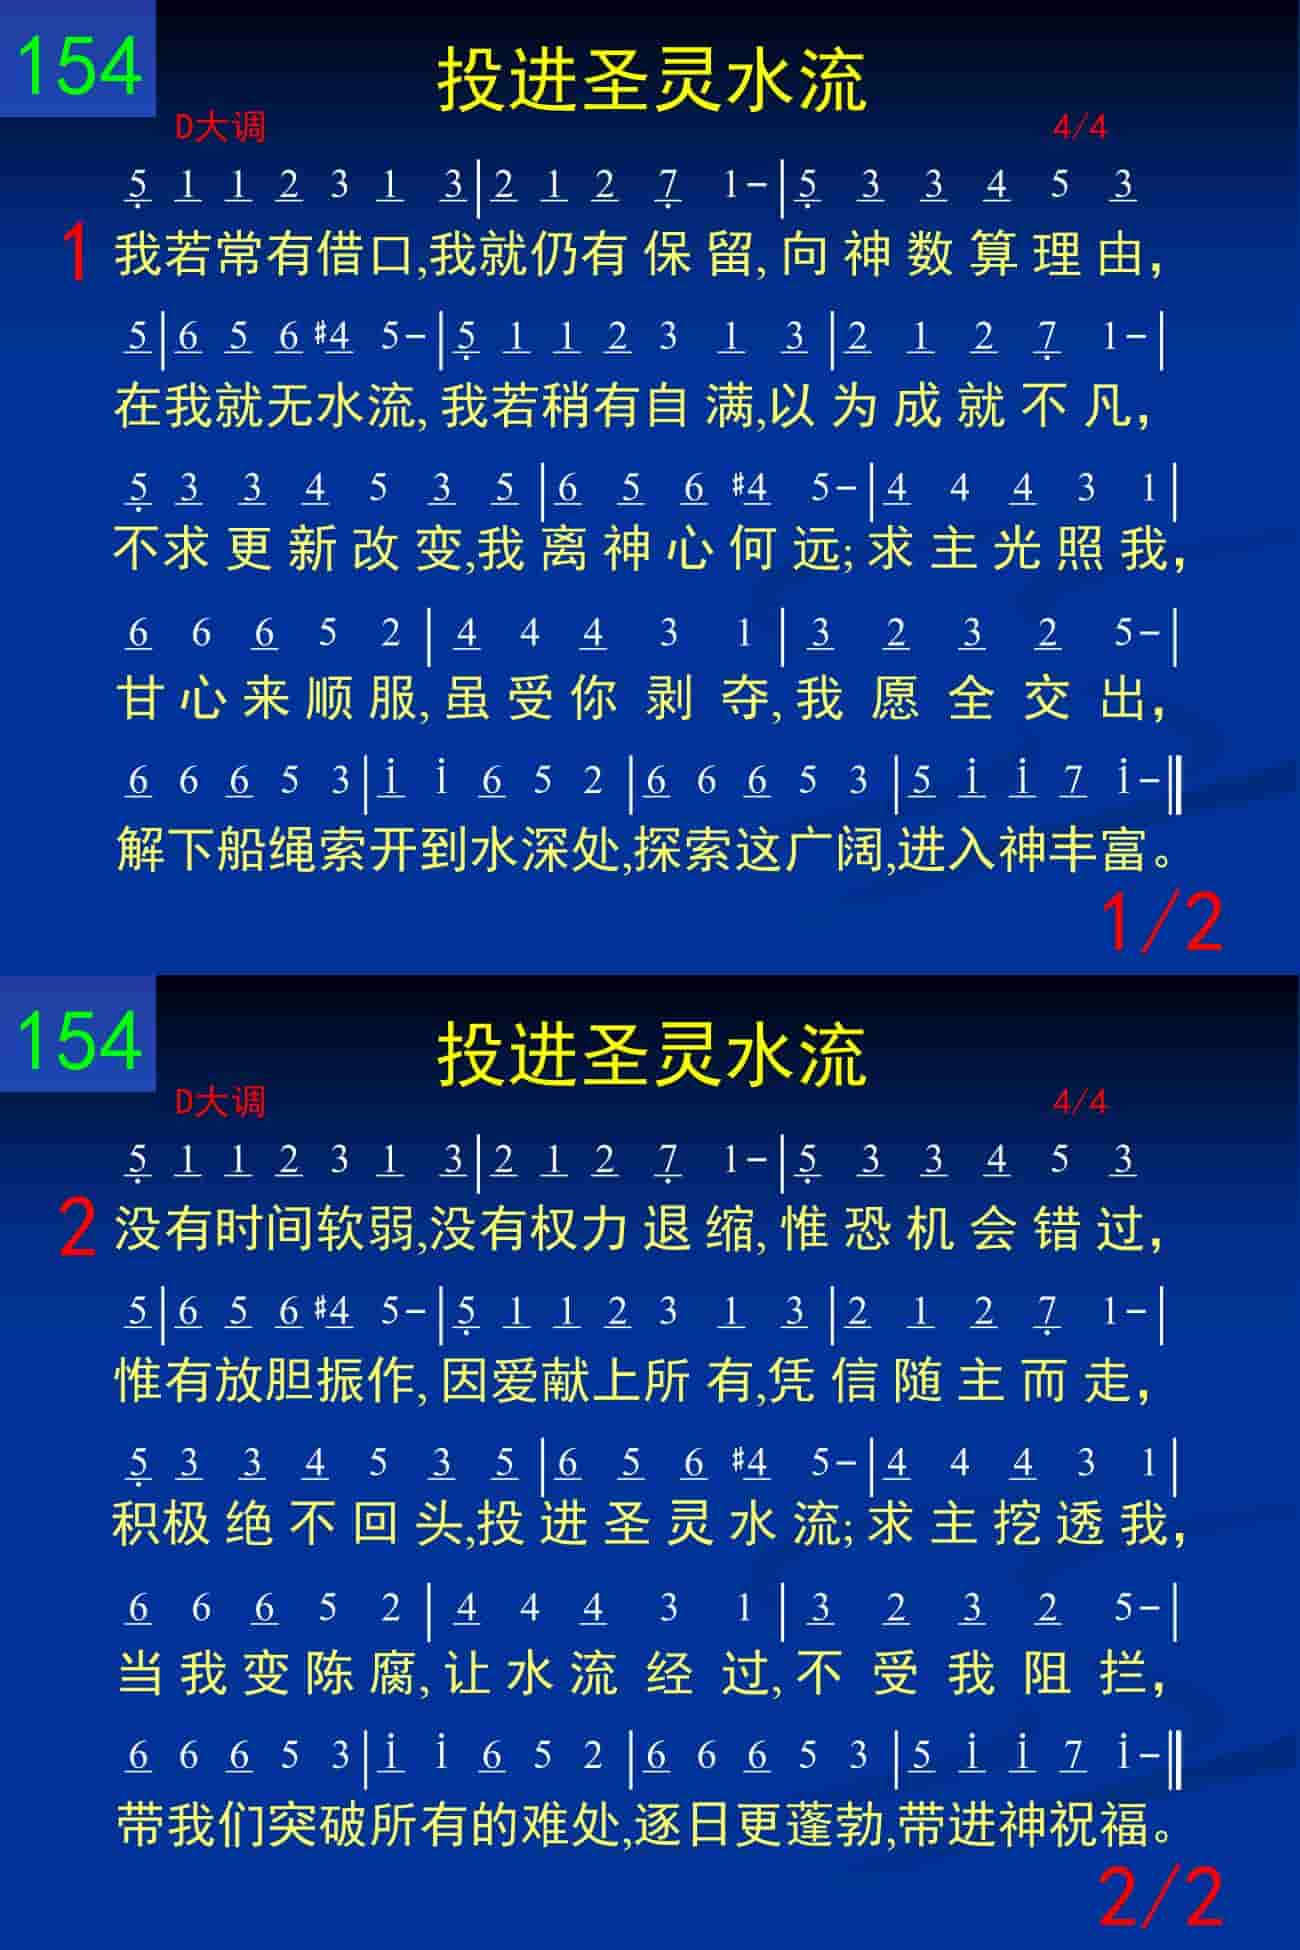 154
投进圣灵水流
D大调 4/4
5̣ 1 1 2 3 1 3|2 1 2 7̣ 1-|5̣ 3 3 4 5 3
1 我若常有借口,我就仍有保留,向神数算理由,
5|6 5 6 #4 5-|5̣ 1 1 2 3 1 3|2 1 2 7̣ 1-|
在我就无水流,我若稍有自满,以为成就不凡,
5̣ 3 3 4 5 3 5|6 5 6 #4 5-|4 4 4 3 1|
不求更新改变,我离神心何远;求主光照我,
6 6 6 5 2|4 4 4 3 1|3 2 3 2 5-|
甘心来顺服,虽受你剥夺,我愿全交出,
6 6 6 5 3|i i 6 5 2|6 6 6 5 3|5 i i 7 i-‖
解下船绳索开到水深处,探索这广阔,进入神丰富。
1/2
154
投进圣灵水流
D大调 4/4
5̣ 1 1 2 3 1 3|2 1 2 7̣ 1-|5̣ 3 3 4 5 3
2 没有时间软弱,没有权力退缩,惟恐机会错过,
5|6 5 6 #4 5-|5̣ 1 1 2 3 1 3|2 1 2 7̣ 1-|
惟有放胆振作,因爱献上所有,凭信随主而走,
5̣ 3 3 4 5 3 5|6 5 6 #4 5-|4 4 4 3 1|
积极绝不回头,投进圣灵水流;求主挖透我,
6 6 6 5 2|4 4 4 3 1|3 2 3 2 5-|
当我变陈腐,让水流经过,不受我阻拦,
6 6 6 5 3|i i 6 5 2|6 6 6 5 3|5 i i 7 i-‖
带我们突破所有的难处,逐日更蓬勃,带进神祝福。
2/2